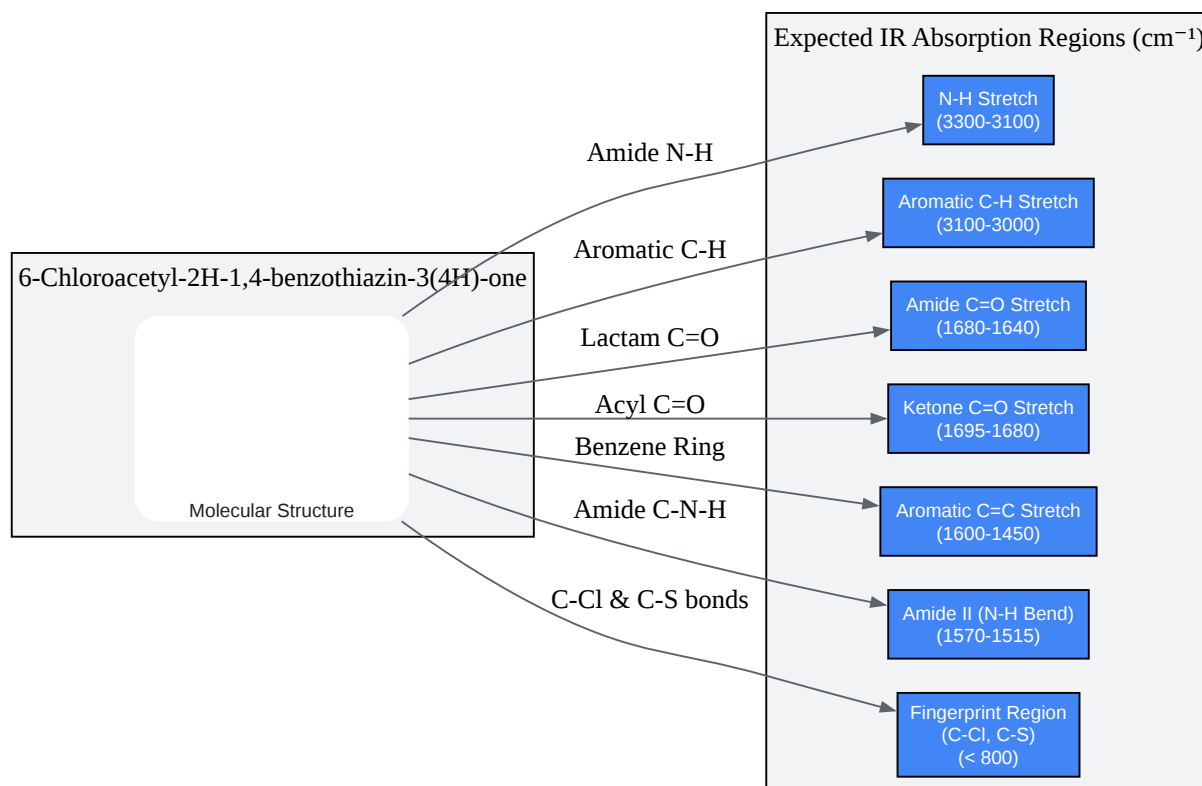 6-Chloroacetyl-2H-1,4-benzothiazin-3(4H)-one
Molecular Structure
Amide N-H
Aromatic C-H
Lactam C=O
Acyl C=O
Benzene Ring
Amide C-N-H
C-Cl & C-S bonds
Expected IR Absorption Regions (cm⁻¹)
N-H Stretch
(3300-3100)
Aromatic C-H Stretch
(3100-3000)
Amide C=O Stretch
(1680-1640)
Ketone C=O Stretch
(1695-1680)
Aromatic C=C Stretch
(1600-1450)
Amide II (N-H Bend)
(1570-1515)
Fingerprint Region
(C-Cl, C-S)
(< 800)